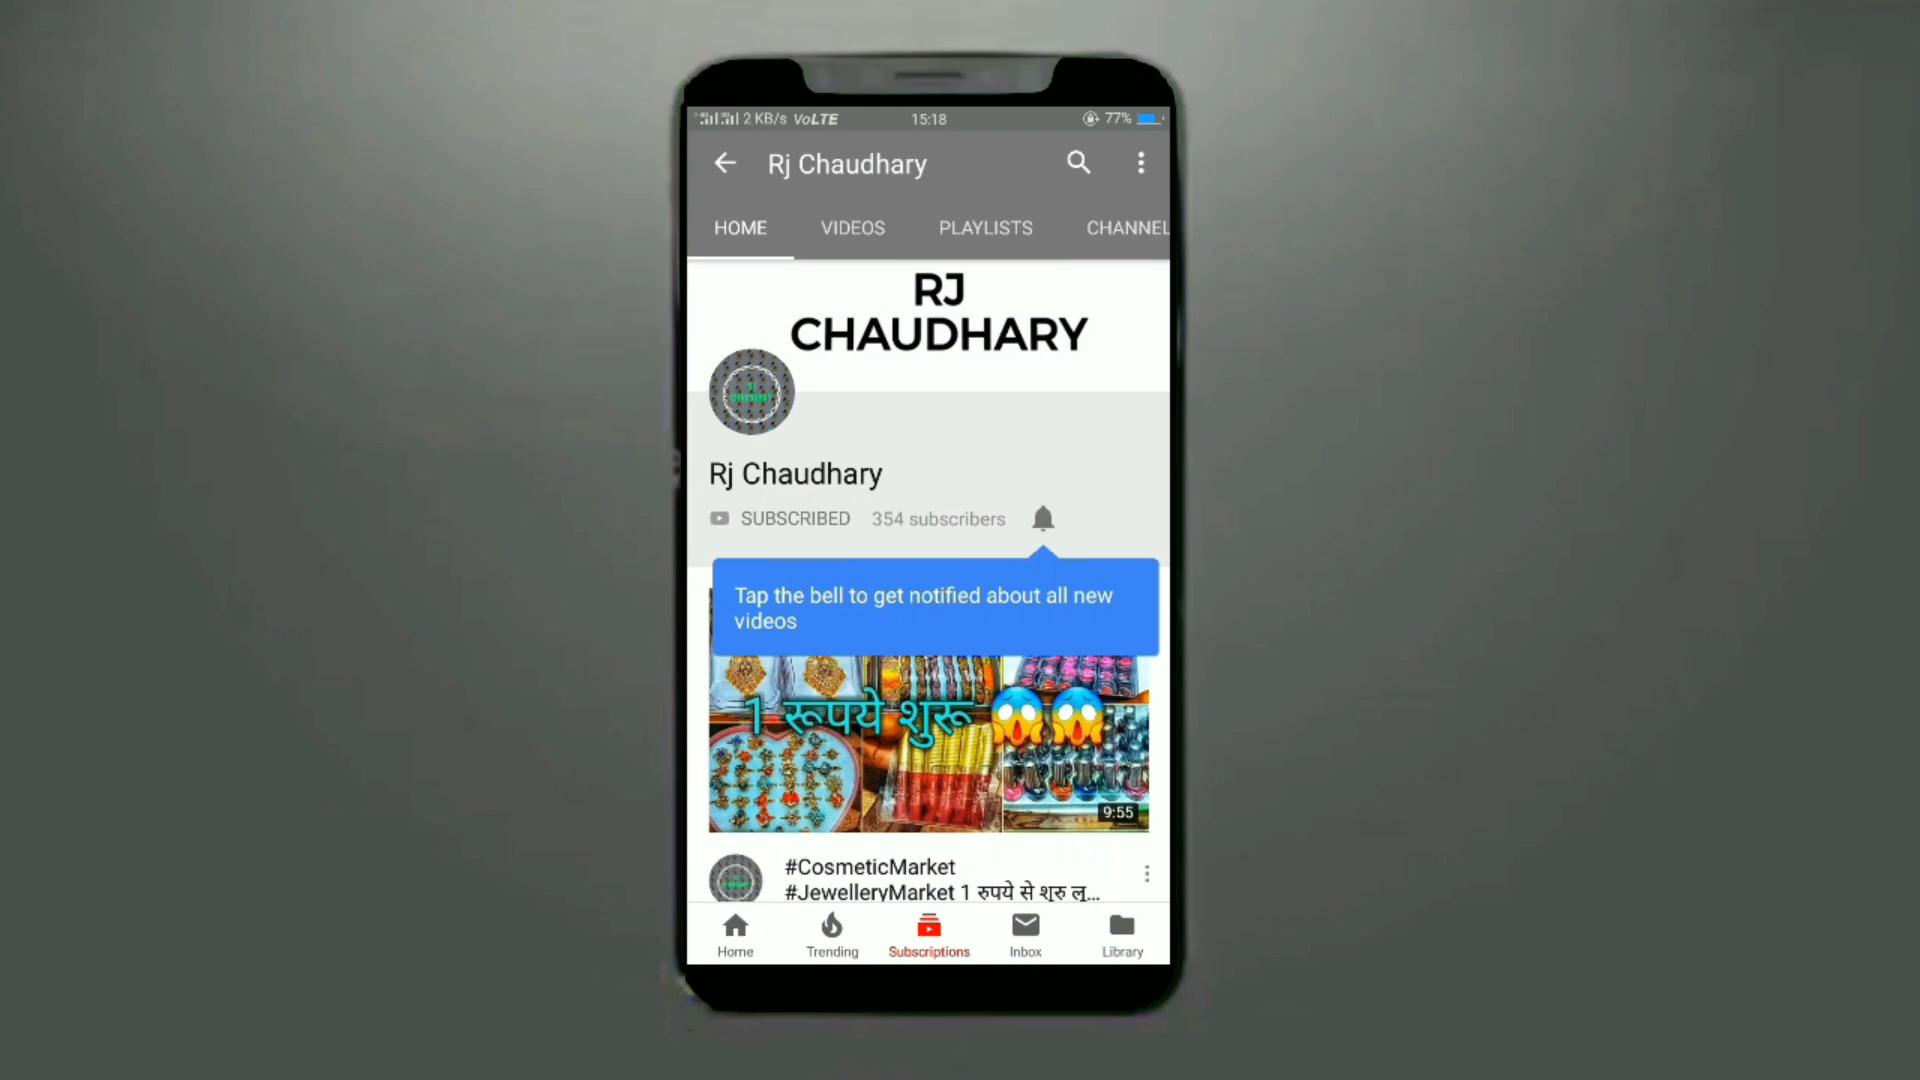 2 KB/s VoLTE 15:18 77%
Rj Chaudhary
HOME VIDEOS PLAYLISTS CHANNEL
RJ
CHAUDHARY
Rj Chaudhary
SUBSCRIBED 354 subscribers
Tap the bell to get notified about all new
videos
1 रूपये शुरू 😱😱
9:55
#CosmeticMarket
#JewelleryMarket 1 रुपये से शुरु लू...
Home Trending Subscriptions Inbox Library